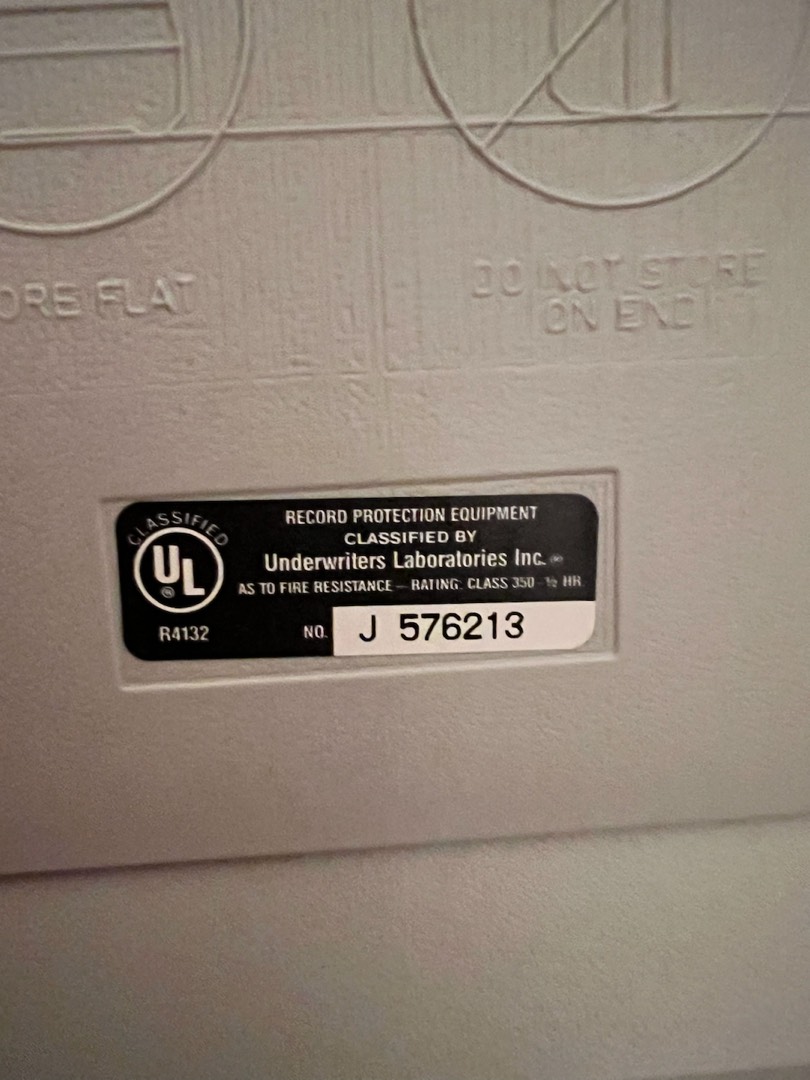 ORE FLAT
DO NOT STORE
ON END
CLASSIFIED
UL
®
R4132
RECORD PROTECTION EQUIPMENT
CLASSIFIED BY
Underwriters Laboratories Inc.
AS TO FIRE RESISTANCE — RATING: CLASS 350 ½ HR
NO. J 576213